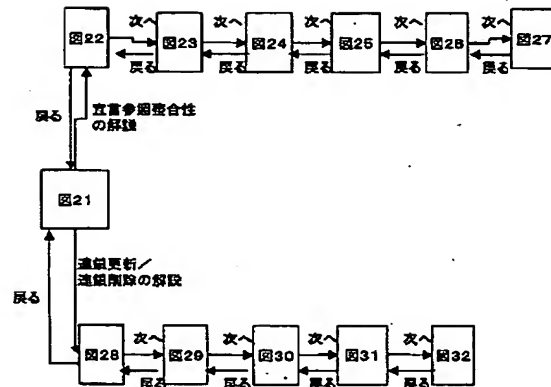 次へ 次へ 次へ 次へ 次へ
図22 図23 図24 図25 図26 図27
戻る 戻る 戻る 戻る 戻る
戻る
宣言参照整合性
の解説
図21
連鎖更新／
連鎖削除の解説
戻る
次へ 次へ 次へ 次へ
図28 図29 図30 図31 図32
戻る 戻る 戻る 戻る